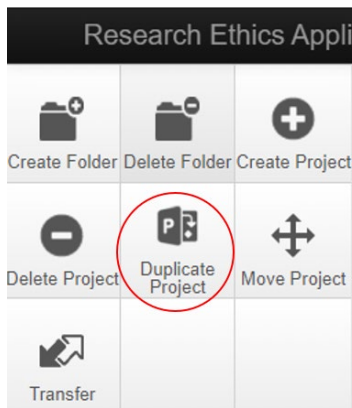 Research Ethics Appli
Create Folder Delete Folder Create Project
Delete Project Duplicate Project Move Project
Transfer